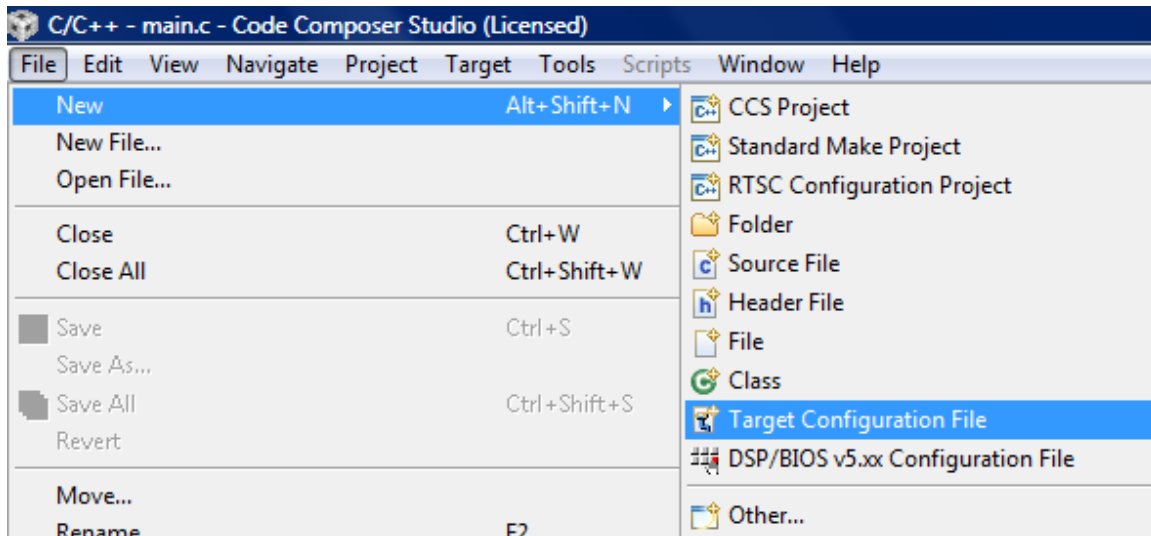 C/C++ - main.c - Code Composer Studio (Licensed)
File Edit View Navigate Project Target Tools Scripts Window Help
New Alt+Shift+N
New File...
Open File...
Close Ctrl+W
Close All Ctrl+Shift+W
Save Ctrl+S
Save As...
Save All Ctrl+Shift+S
Revert
Move...
Rename F2
CCS Project
Standard Make Project
RTSC Configuration Project
Folder
Source File
Header File
File
Class
Target Configuration File
DSP/BIOS v5.xx Configuration File
Other...